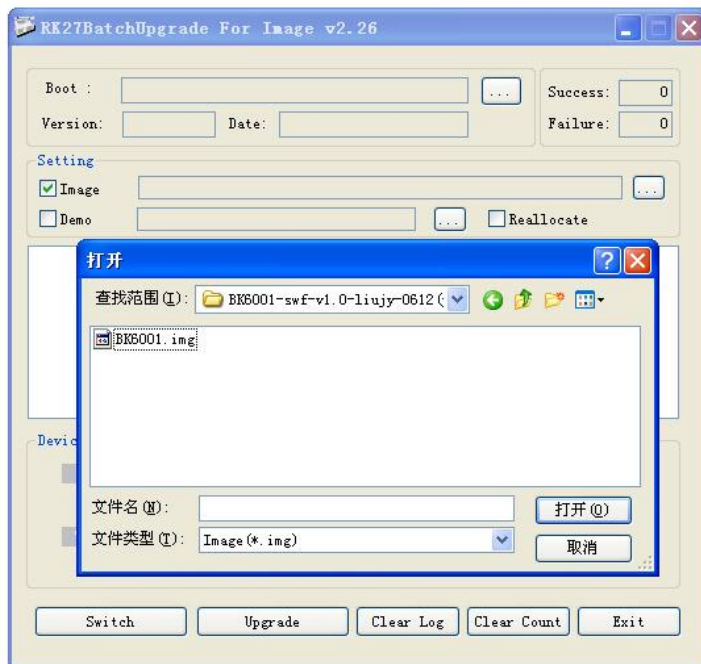 RK27BatchUpgrade For Image v2.26
Boot :
...
Success:
0
Version:
Date:
Failure:
0
Setting
Image
...
Demo
...
Reallocate
打开
查找范围(I):
BK6001-swf-v1.0-liujy-0612(
BK6001.img
Devic
文件名(N):
打开(O)
文件类型(T):
Image(*.img)
取消
Switch
Upgrade
Clear Log
Clear Count
Exit